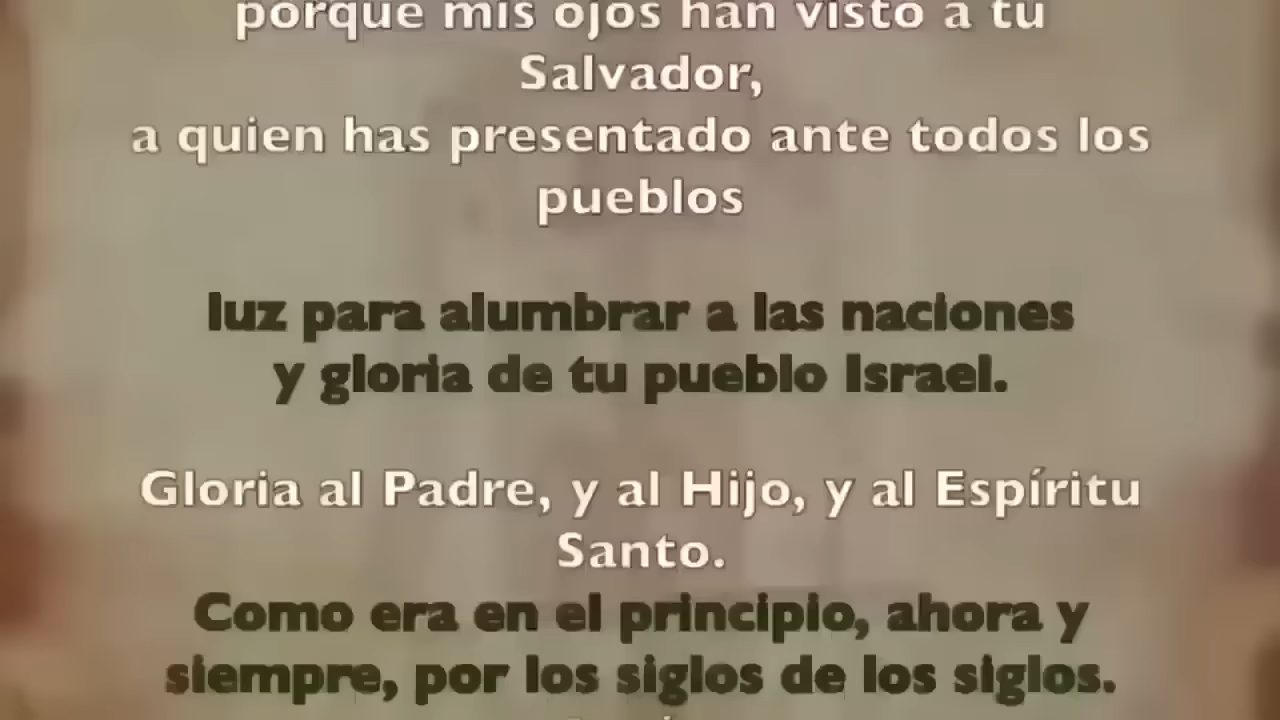 porque mis ojos han visto a tu
Salvador,
a quien has presentado ante todos los
pueblos
luz para alumbrar a las naciones
y gloria de tu pueblo Israel.
Gloria al Padre, y al Hijo, y al Espíritu
Santo.
Como era en el principio, ahora y
siempre, por los siglos de los siglos.